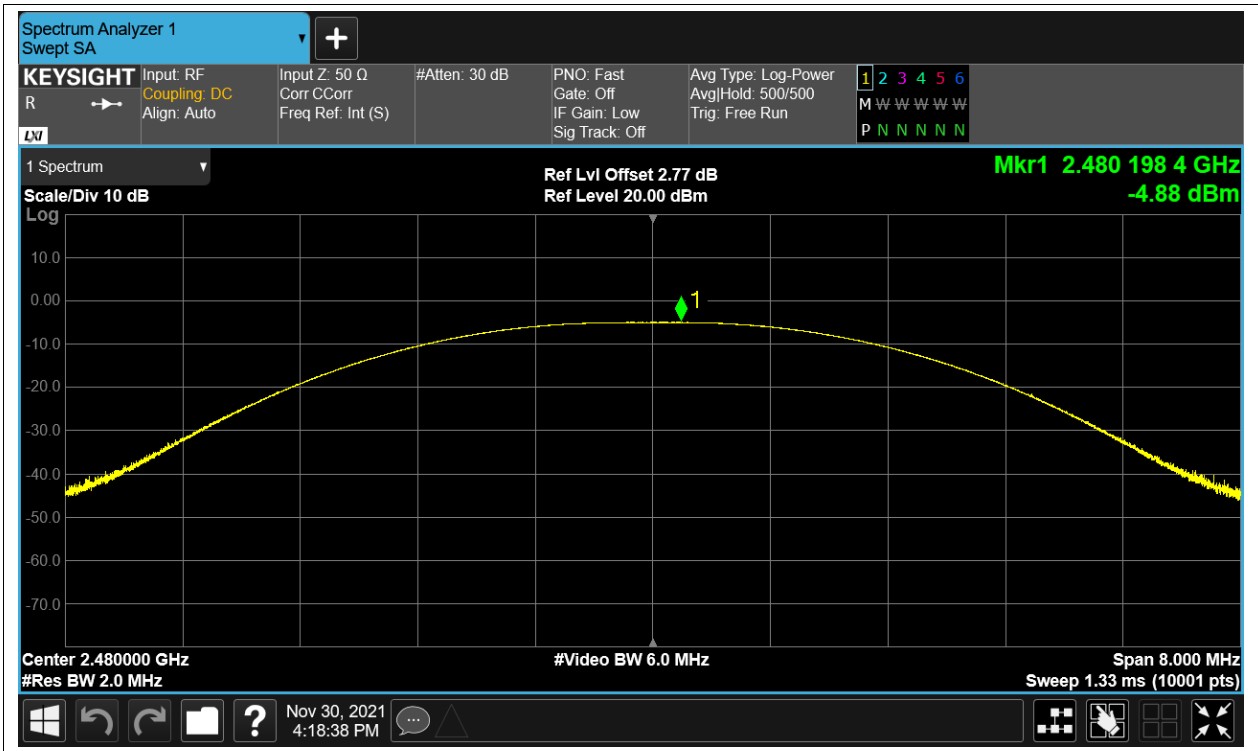 Spectrum Analyzer 1
Swept SA
KEYSIGHT
R
LXI
Input: RF
Coupling: DC
Align: Auto
Input Z: 50 Ω
Corr CCorr
Freq Ref: Int (S)
#Atten: 30 dB
PNO: Fast
Gate: Off
IF Gain: Low
Sig Track: Off
Avg Type: Log-Power
Avg|Hold: 500/500
Trig: Free Run
1 2 3 4 5 6
M W W W W W W
P N N N N N N
1 Spectrum
Scale/Div 10 dB
Log
Ref Lvl Offset 2.77 dB
Ref Level 20.00 dBm
Mkr1 2.480 198 4 GHz
-4.88 dBm
10.0
0.00
1
-10.0
-20.0
-30.0
-40.0
-50.0
-60.0
-70.0
Center 2.480000 GHz
#Res BW 2.0 MHz
#Video BW 6.0 MHz
Span 8.000 MHz
Sweep 1.33 ms (10001 pts)
?
Nov 30, 2021
4:18:38 PM